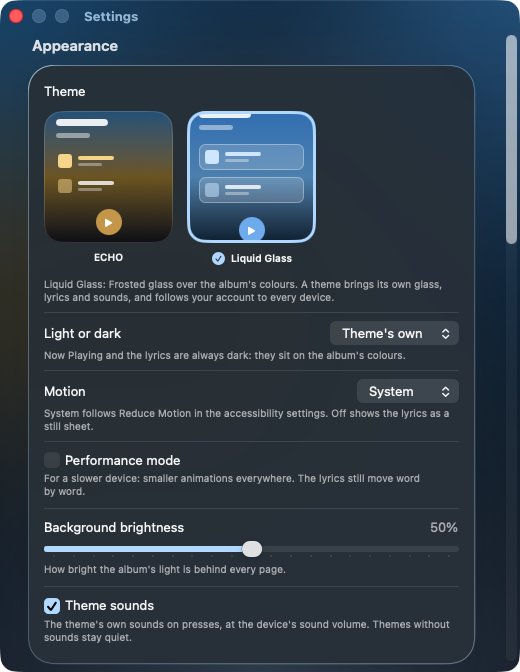 Settings
Appearance
Theme
ECHO
Liquid Glass
Liquid Glass: Frosted glass over the album's colours. A theme brings its own glass,
lyrics and sounds, and follows your account to every device.
Light or dark
Theme's own
Now Playing and the lyrics are always dark: they sit on the album's colours.
Motion
System
System follows Reduce Motion in the accessibility settings. Off shows the lyrics as a
still sheet.
Performance mode
For a slower device: smaller animations everywhere. The lyrics still move word
by word.
Background brightness
50%
How bright the album's light is behind every page.
Theme sounds
The theme's own sounds on presses, at the device's sound volume. Themes without
sounds stay quiet.